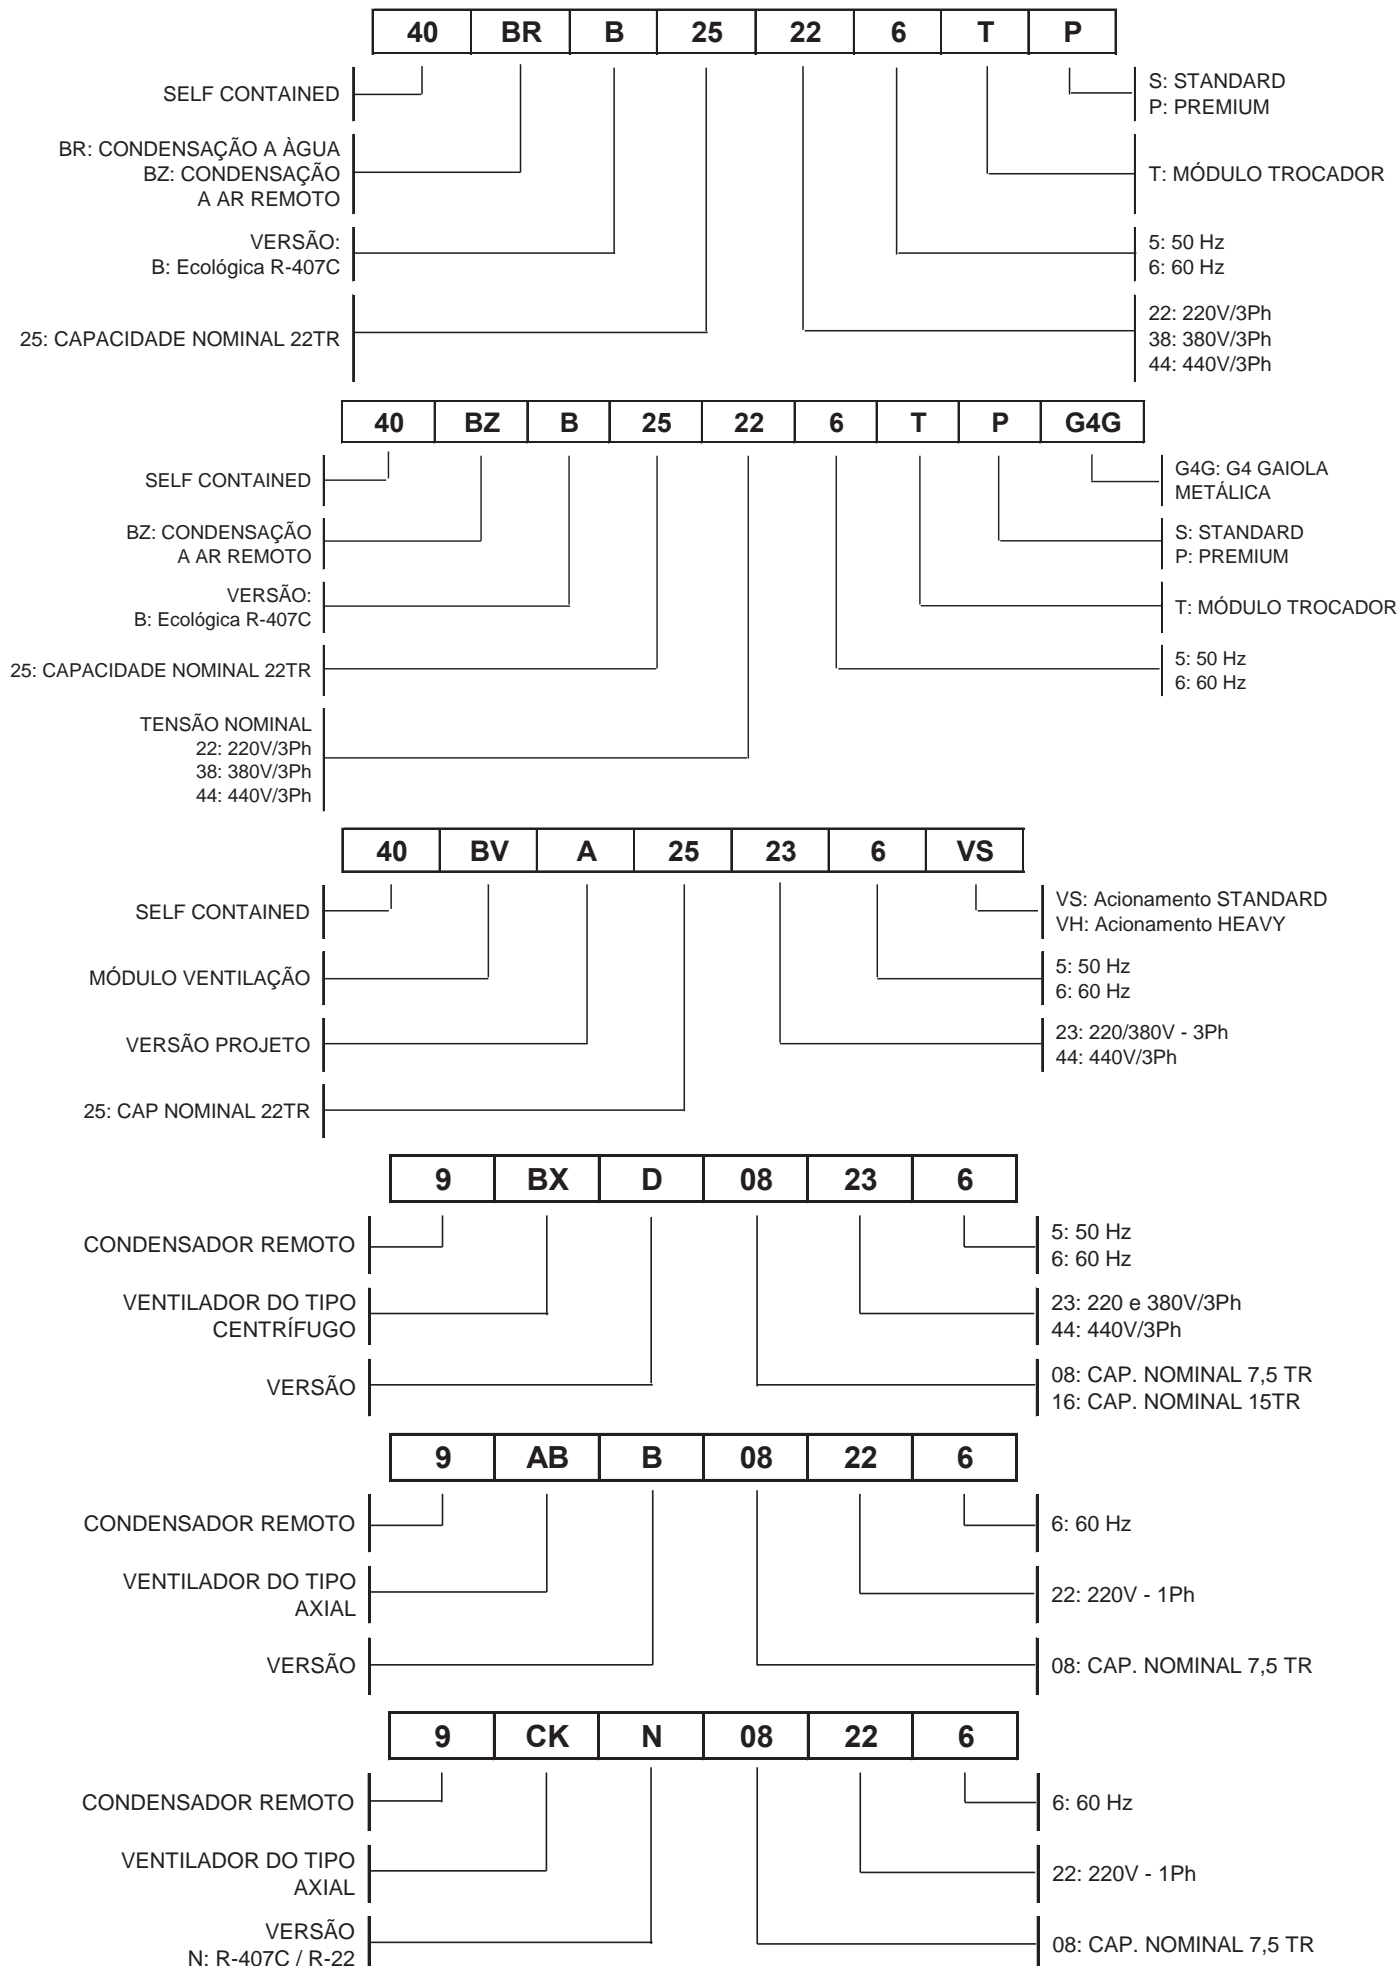 40 BR B 25 22 6 T P
SELF CONTAINED
S: STANDARD
P: PREMIUM
BR: CONDENSAÇÃO A ÀGUA
BZ: CONDENSAÇÃO
A AR REMOTO
T: MÓDULO TROCADOR
VERSÃO:
B: Ecológica R-407C
5: 50 Hz
6: 60 Hz
25: CAPACIDADE NOMINAL 22TR
22: 220V/3Ph
38: 380V/3Ph
44: 440V/3Ph
40 BZ B 25 22 6 T P G4G
SELF CONTAINED
G4G: G4 GAIOLA
METÁLICA
BZ: CONDENSAÇÃO
A AR REMOTO
S: STANDARD
P: PREMIUM
VERSÃO:
B: Ecológica R-407C
T: MÓDULO TROCADOR
25: CAPACIDADE NOMINAL 22TR
5: 50 Hz
6: 60 Hz
TENSÃO NOMINAL
22: 220V/3Ph
38: 380V/3Ph
44: 440V/3Ph
40 BV A 25 23 6 VS
SELF CONTAINED
VS: Acionamento STANDARD
VH: Acionamento HEAVY
MÓDULO VENTILAÇÃO
5: 50 Hz
6: 60 Hz
VERSÃO PROJETO
23: 220/380V - 3Ph
44: 440V/3Ph
25: CAP NOMINAL 22TR
9 BX D 08 23 6
CONDENSADOR REMOTO
5: 50 Hz
6: 60 Hz
VENTILADOR DO TIPO
CENTRÍFUGO
23: 220 e 380V/3Ph
44: 440V/3Ph
VERSÃO
08: CAP. NOMINAL 7,5 TR
16: CAP. NOMINAL 15TR
9 AB B 08 22 6
CONDENSADOR REMOTO
6: 60 Hz
VENTILADOR DO TIPO
AXIAL
22: 220V - 1Ph
VERSÃO
08: CAP. NOMINAL 7,5 TR
9 CK N 08 22 6
CONDENSADOR REMOTO
6: 60 Hz
VENTILADOR DO TIPO
AXIAL
22: 220V - 1Ph
VERSÃO
N: R-407C / R-22
08: CAP. NOMINAL 7,5 TR